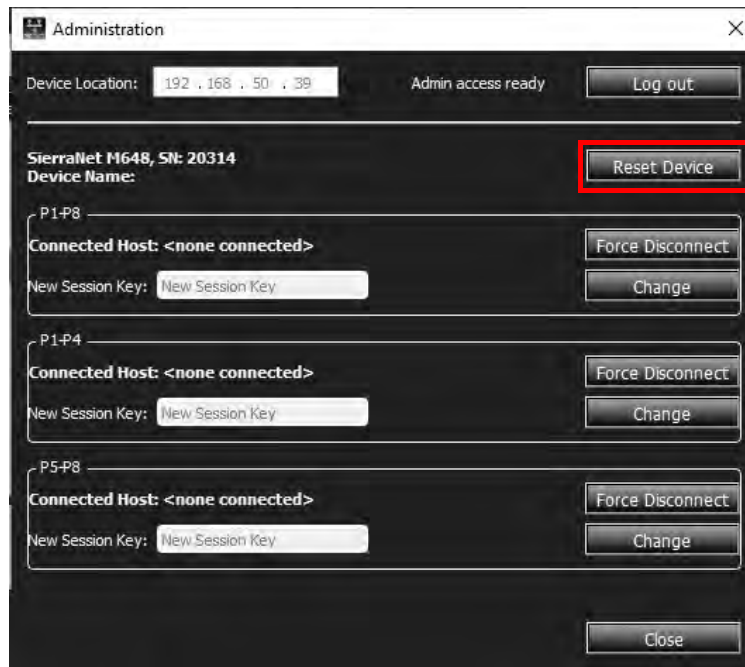 Administration
Device Location: 192 . 168 . 50 . 39 Admin access ready Log out
SierraNet M648, SN: 20314
Device Name:
Reset Device
P1-P8
Connected Host: <none connected> Force Disconnect
New Session Key: New Session Key Change
P1-P4
Connected Host: <none connected> Force Disconnect
New Session Key: New Session Key Change
P5-P8
Connected Host: <none connected> Force Disconnect
New Session Key: New Session Key Change
Close